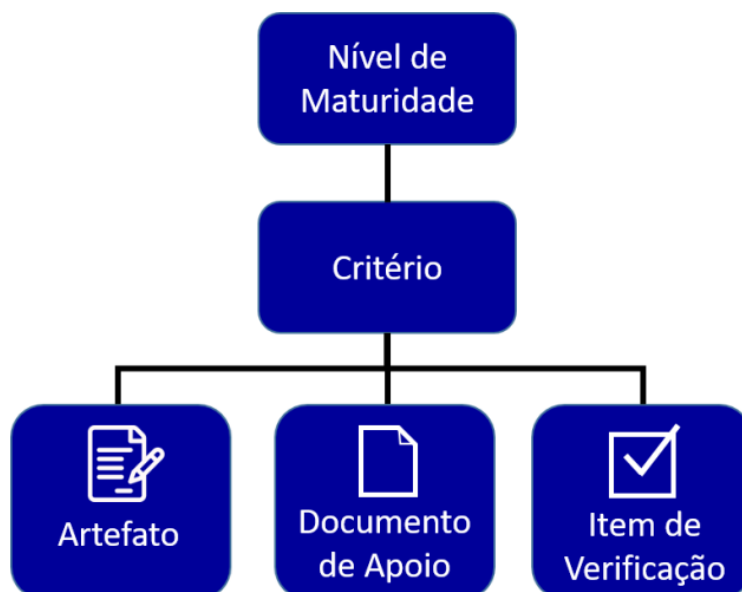 Nível de
Maturidade
Critério
Artefato
Documento
de Apoio
Item de
Verificação